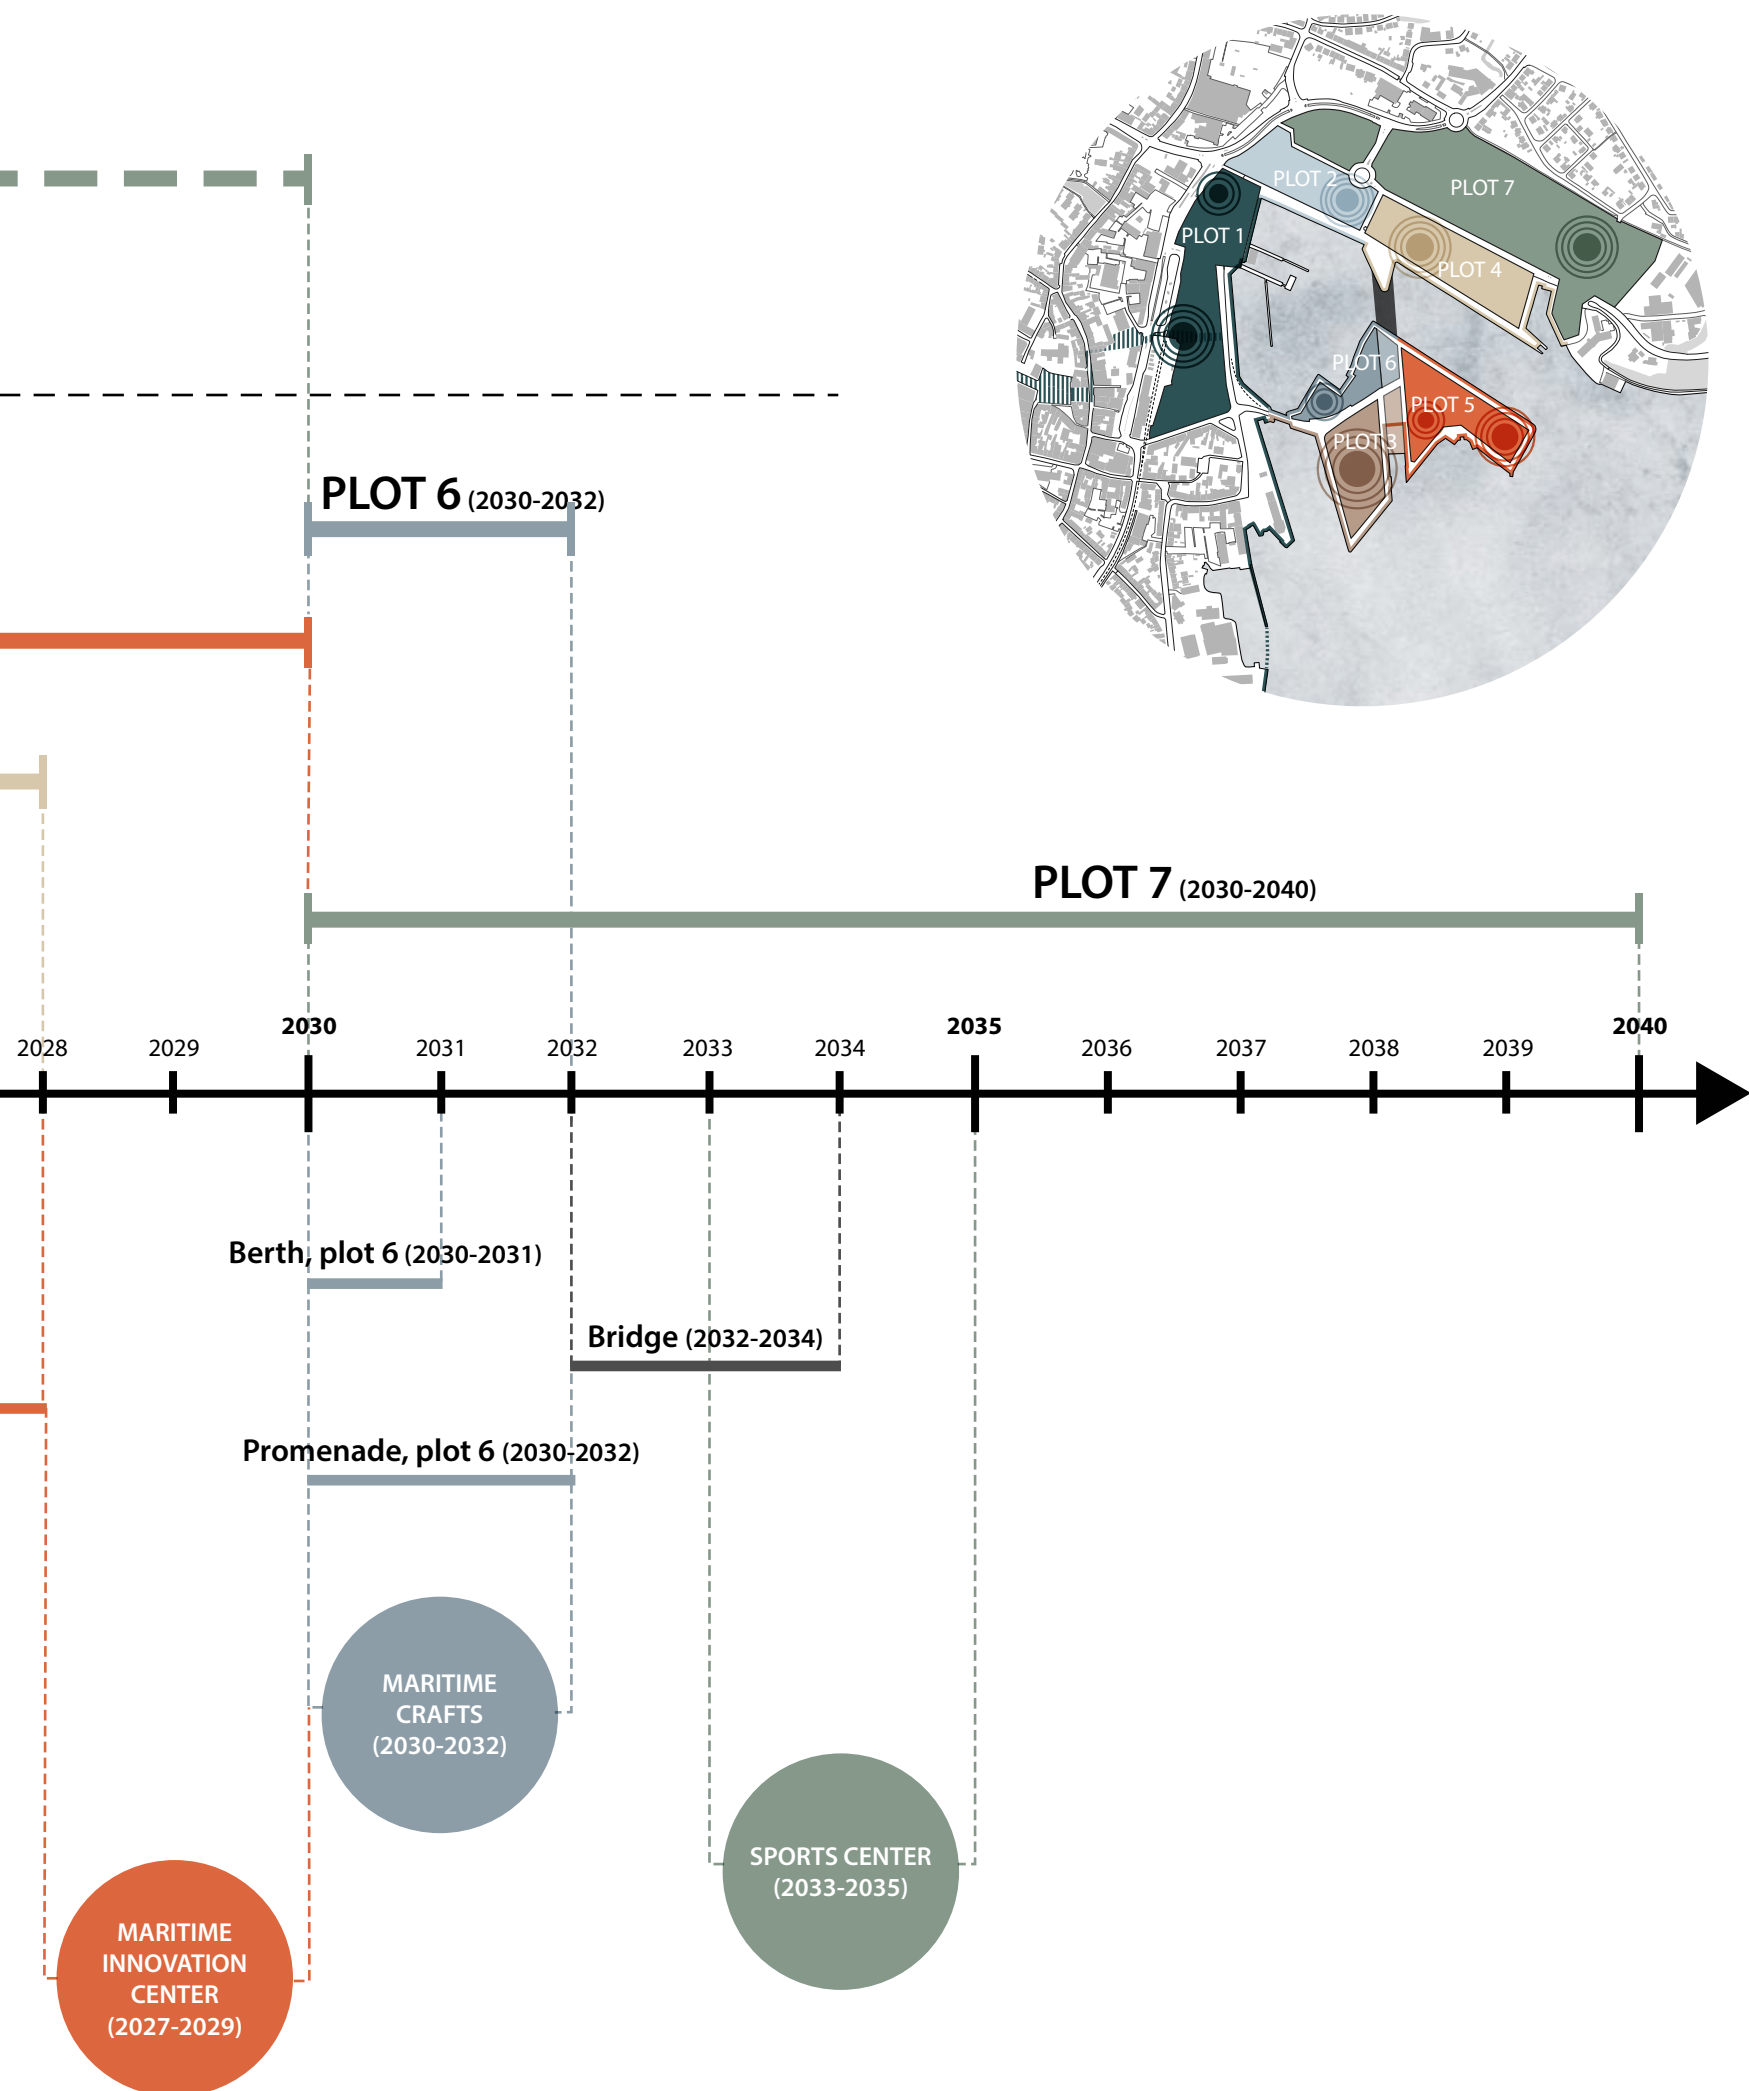 PLOT 2
PLOT 7
PLOT 1
PLOT 4
PLOT 6
PLOT 5
PLOT 3
PLOT 6 (2030-2032)
PLOT 7 (2030-2040)
2030
2035
2040
2028
2029
2031
2032
2033
2034
2036
2037
2038
2039
Berth, plot 6 (2030-2031)
Bridge (2032-2034)
Promenade, plot 6 (2030-2032)
MARITIME
CRAFTS
(2030-2032)
SPORTS CENTER
(2033-2035)
MARITIME
INNOVATION
CENTER
(2027-2029)